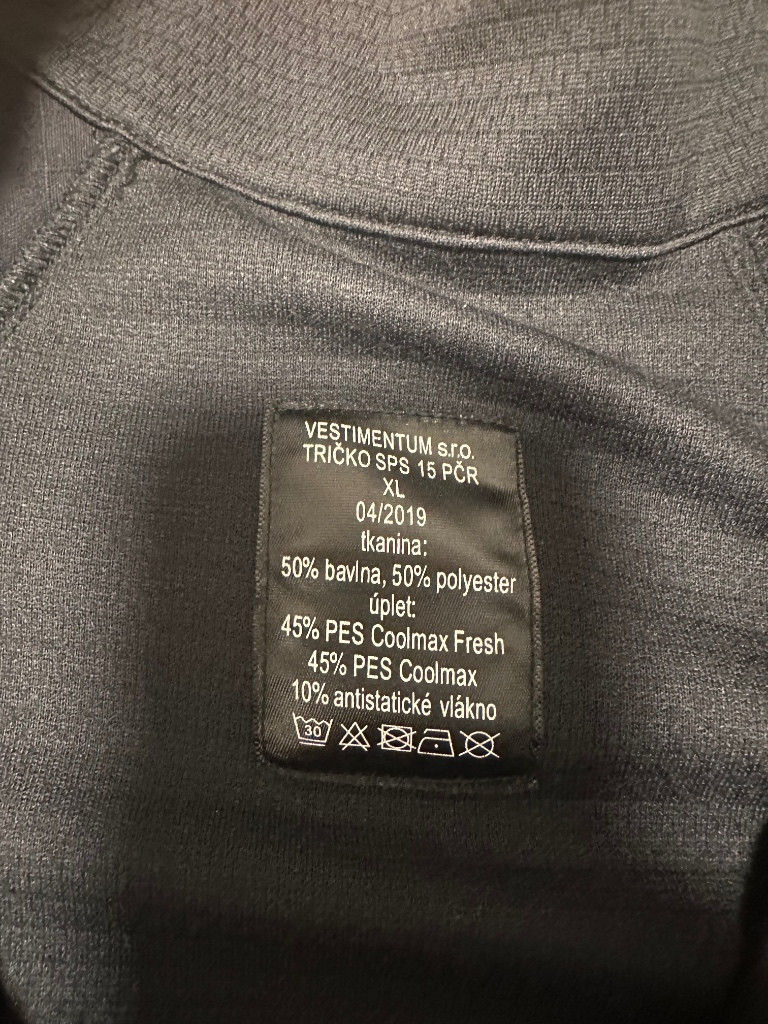 VESTIMENTUM s.r.o.
TRIČKO SPS 15 PČR
XL
04/2019
tkanina:
50% bavlna, 50% polyester
úplet:
45% PES Coolmax Fresh
45% PES Coolmax
10% antistatické vlákno
30